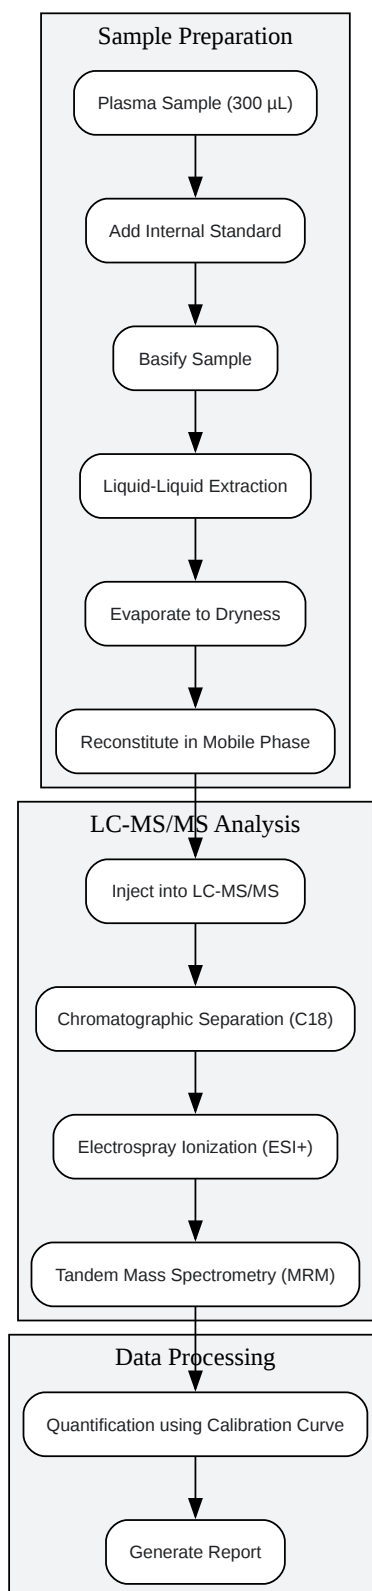 Sample Preparation
Plasma Sample (300 µL)
Add Internal Standard
Basify Sample
Liquid-Liquid Extraction
Evaporate to Dryness
Reconstitute in Mobile Phase
LC-MS/MS Analysis
Inject into LC-MS/MS
Chromatographic Separation (C18)
Electrospray Ionization (ESI+)
Tandem Mass Spectrometry (MRM)
Data Processing
Quantification using Calibration Curve
Generate Report